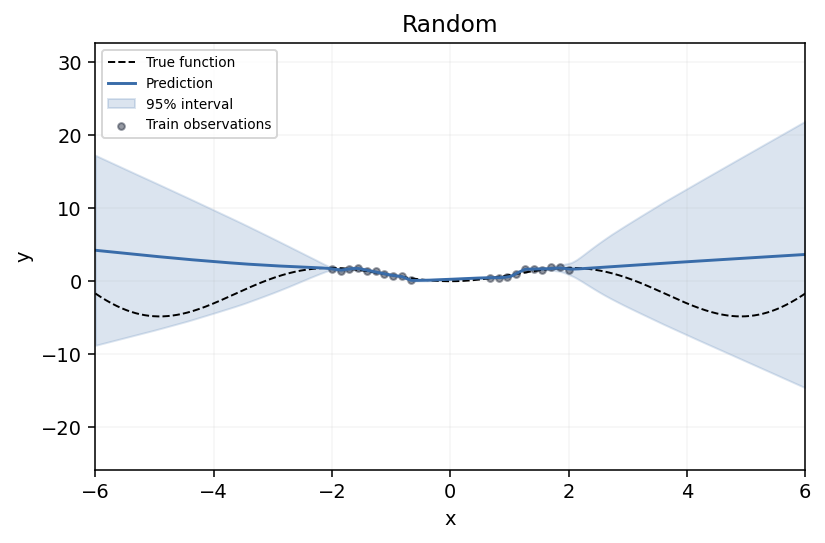 Random
True function
Prediction
95% interval
Train observations
30
20
10
0
−10
−20
y
−6
−4
−2
0
2
4
6
x